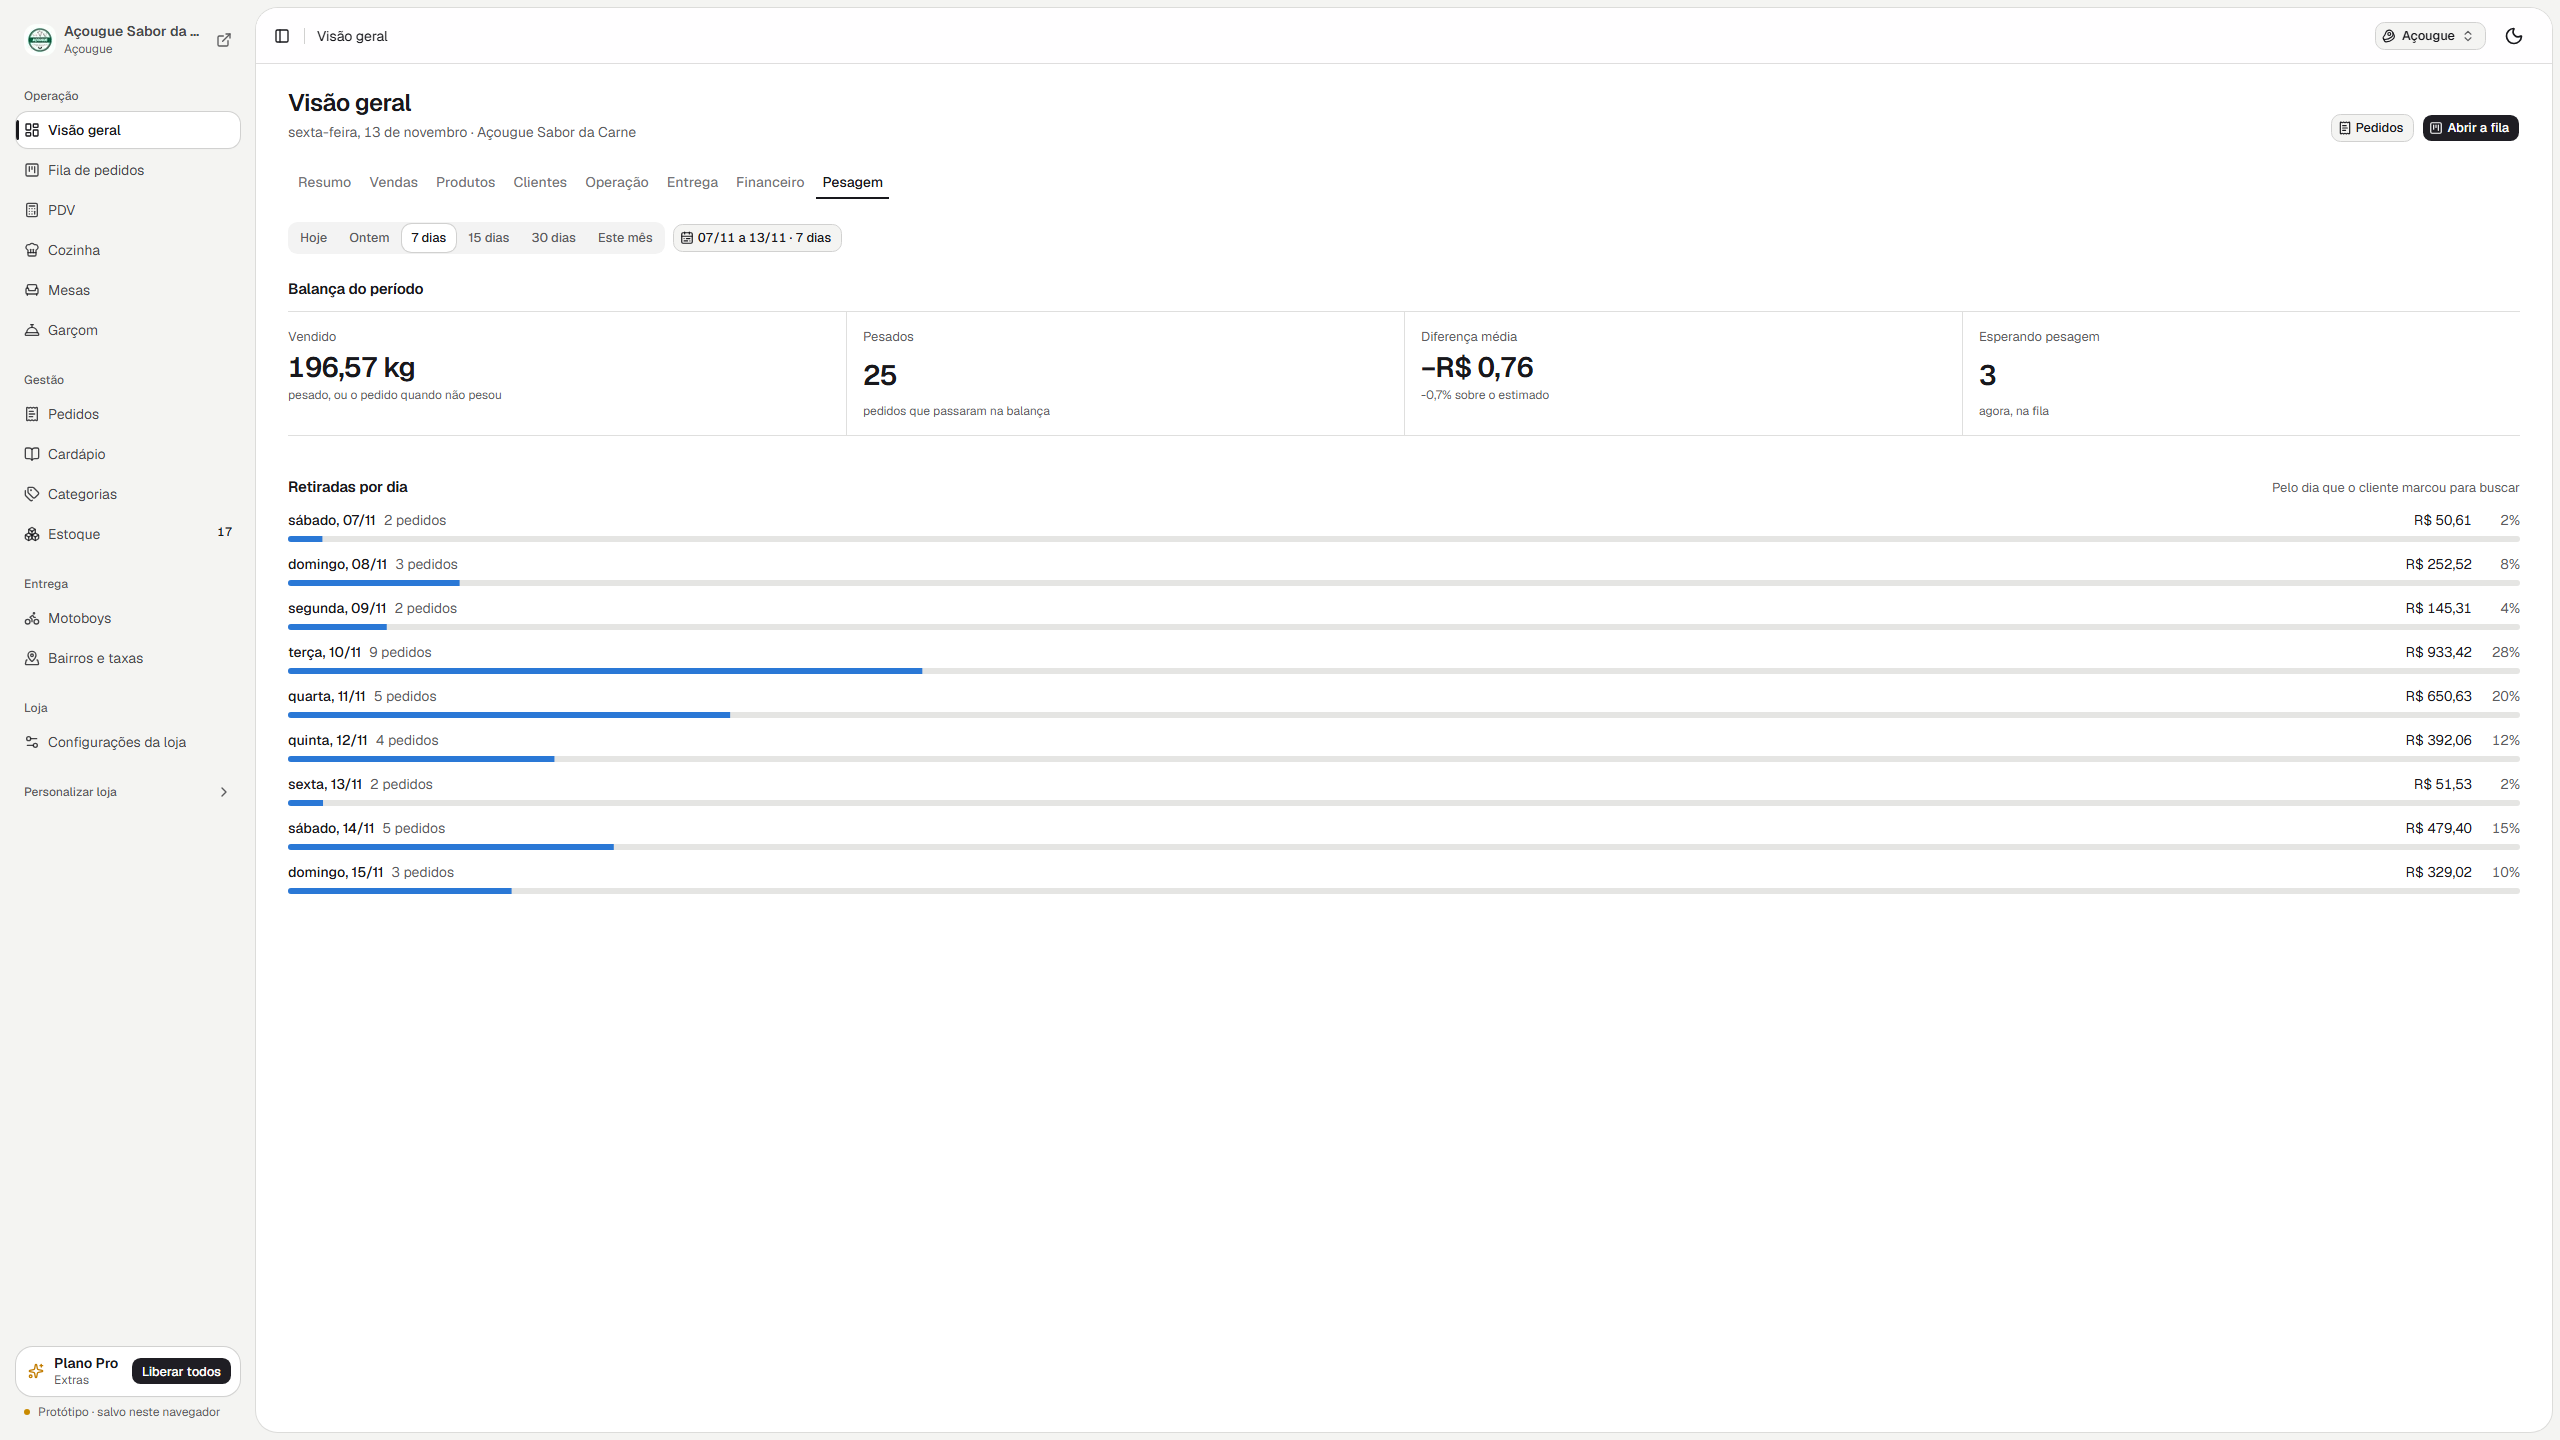 Açougue Sabor da ...
Açougue
Operação
Visão geral
Fila de pedidos
PDV
Cozinha
Mesas
Garçom
Gestão
Pedidos
Cardápio
Categorias
Estoque 17
Entrega
Motoboys
Bairros e taxas
Loja
Configurações da loja
Personalizar loja
Plano Pro
Extras
Liberar todos
Protótipo · salvo neste navegador
Visão geral
Açougue
Visão geral
sexta-feira, 13 de novembro · Açougue Sabor da Carne
Pedidos
Abrir a fila
Resumo Vendas Produtos Clientes Operação Entrega Financeiro Pesagem
Hoje Ontem 7 dias 15 dias 30 dias Este mês 07/11 a 13/11 · 7 dias
Balança do período
Vendido
196,57 kg
pesado, ou o pedido quando não pesou
Pesados
25
pedidos que passaram na balança
Diferença média
−R$ 0,76
-0,7% sobre o estimado
Esperando pesagem
3
agora, na fila
Retiradas por dia Pelo dia que o cliente marcou para buscar
sábado, 07/11 2 pedidos R$ 50,61 2%
domingo, 08/11 3 pedidos R$ 252,52 8%
segunda, 09/11 2 pedidos R$ 145,31 4%
terça, 10/11 9 pedidos R$ 933,42 28%
quarta, 11/11 5 pedidos R$ 650,63 20%
quinta, 12/11 4 pedidos R$ 392,06 12%
sexta, 13/11 2 pedidos R$ 51,53 2%
sábado, 14/11 5 pedidos R$ 479,40 15%
domingo, 15/11 3 pedidos R$ 329,02 10%